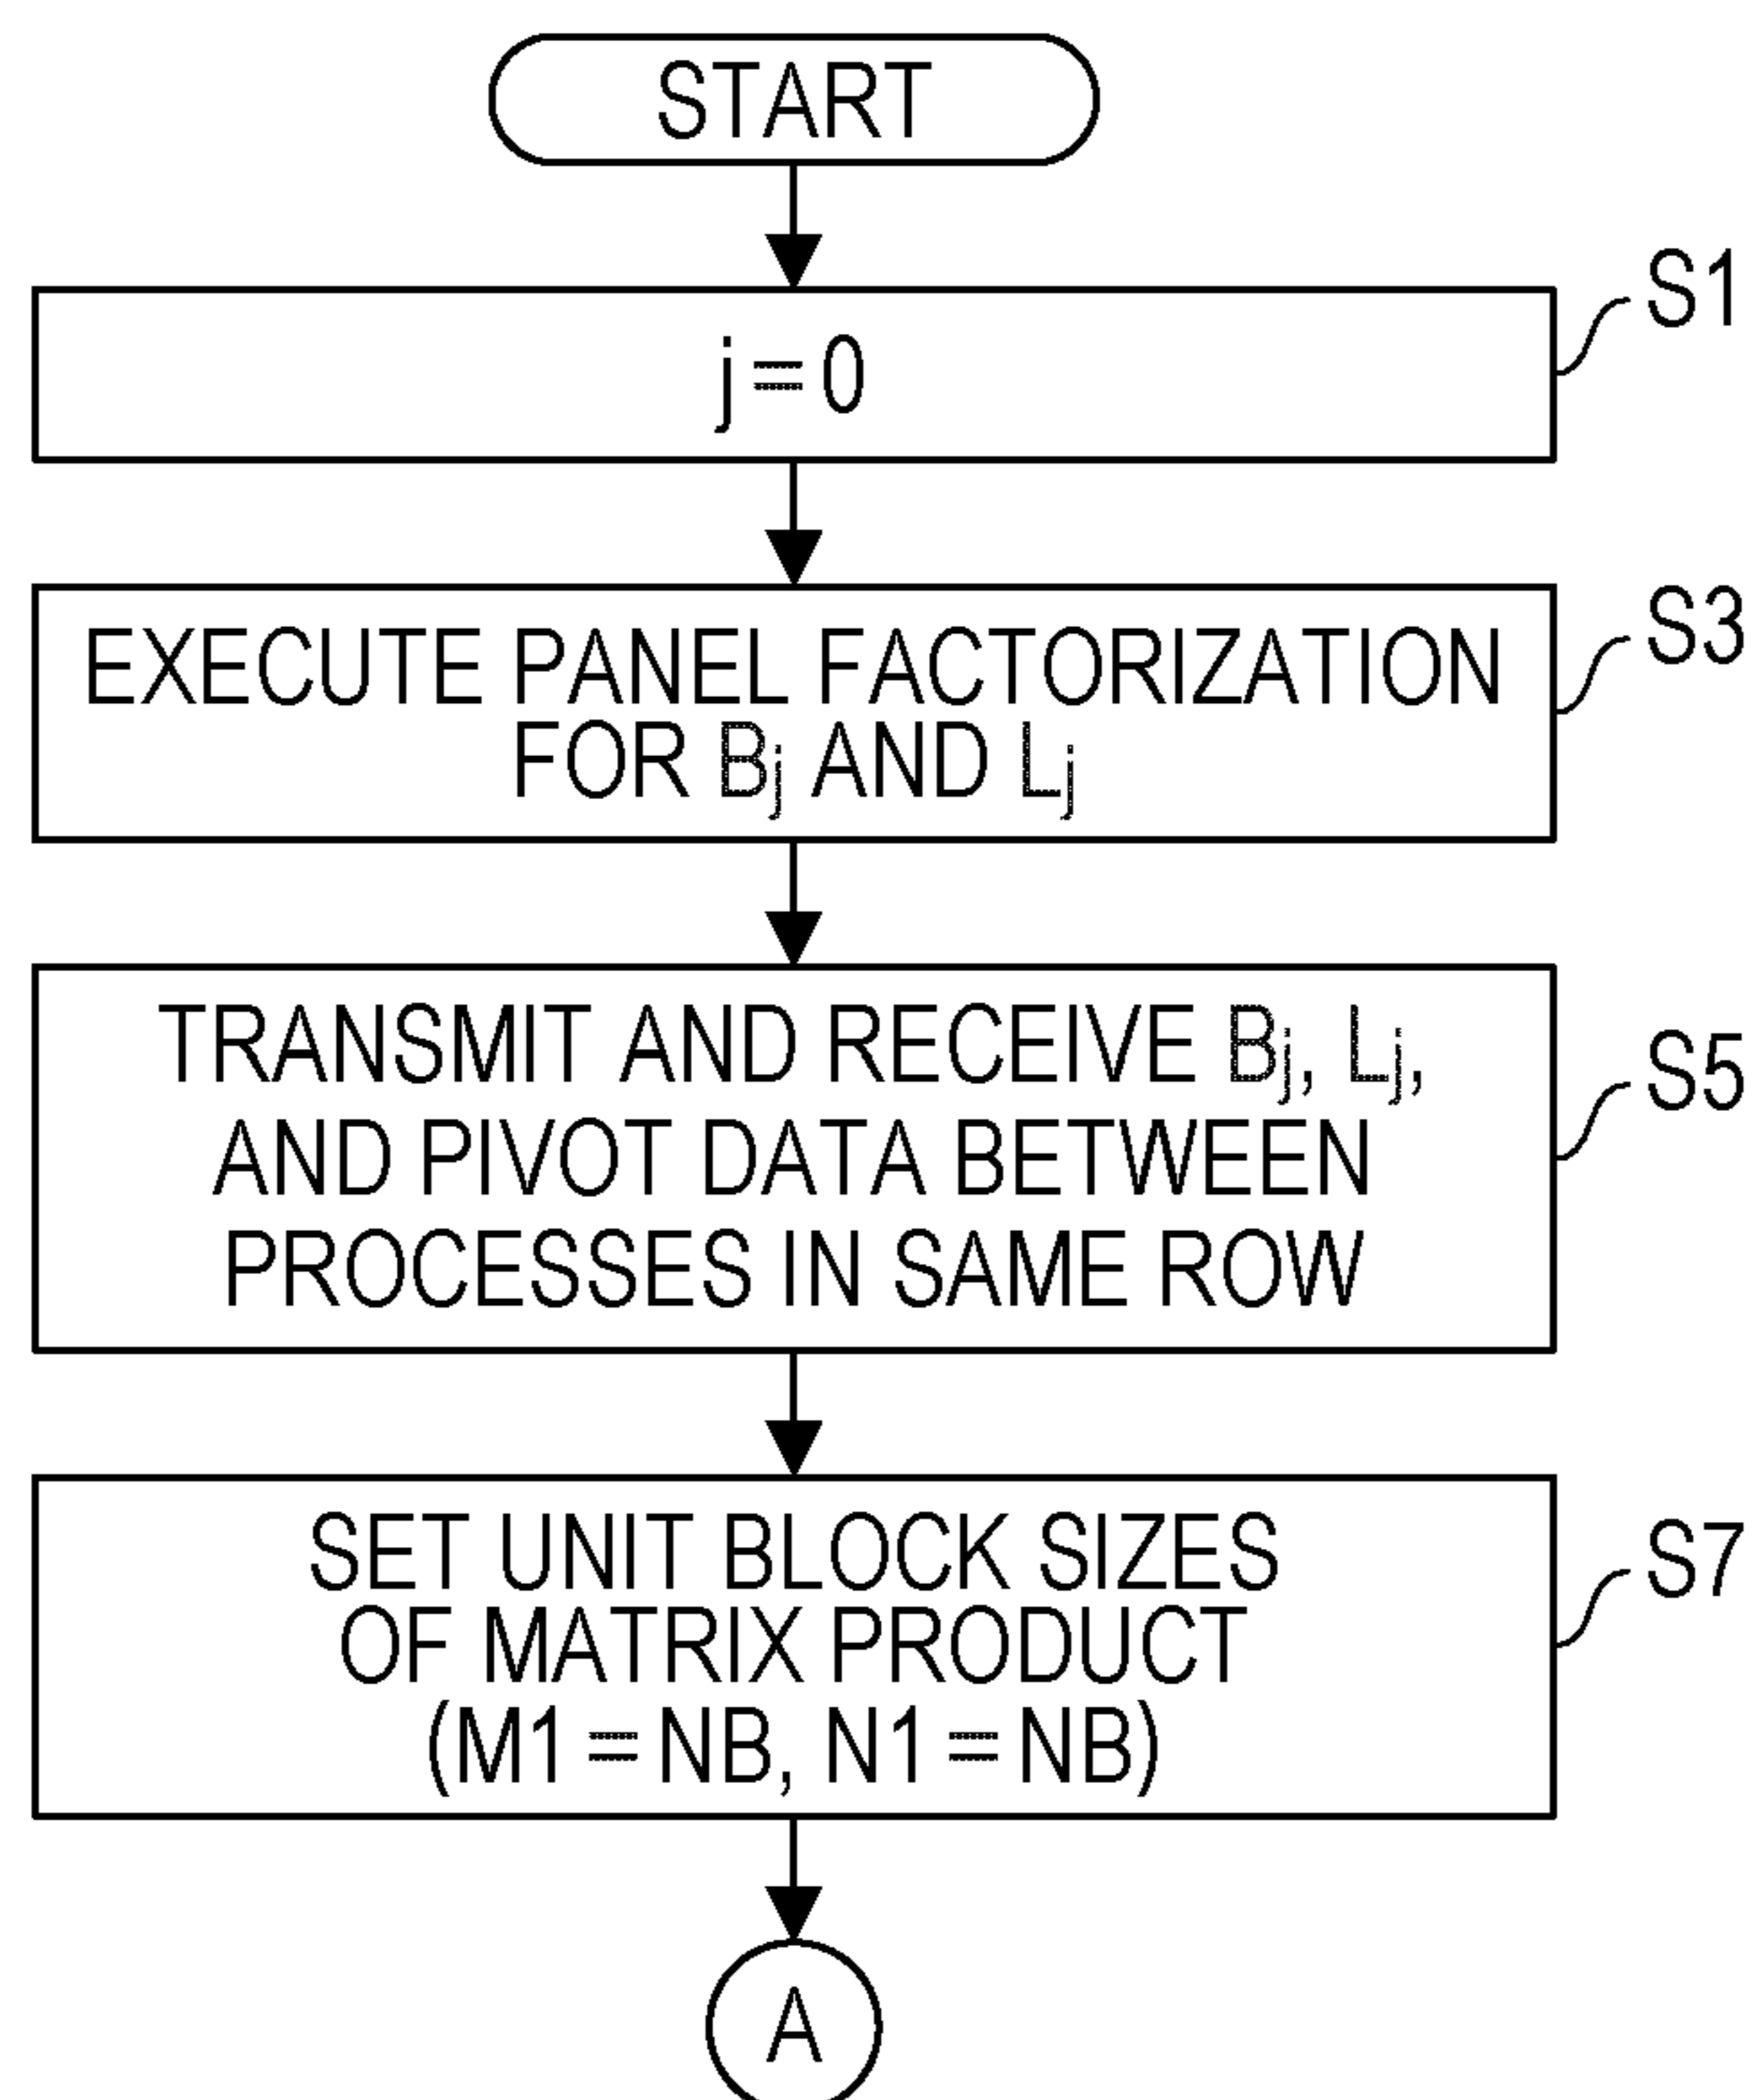 START
S1
j=0
S3
EXECUTE PANEL FACTORIZATION
FOR Bj AND Lj
S5
TRANSMIT AND RECEIVE Bj, Lj,
AND PIVOT DATA BETWEEN
PROCESSES IN SAME ROW
S7
SET UNIT BLOCK SIZES
OF MATRIX PRODUCT
(M1=NB, N1=NB)
A